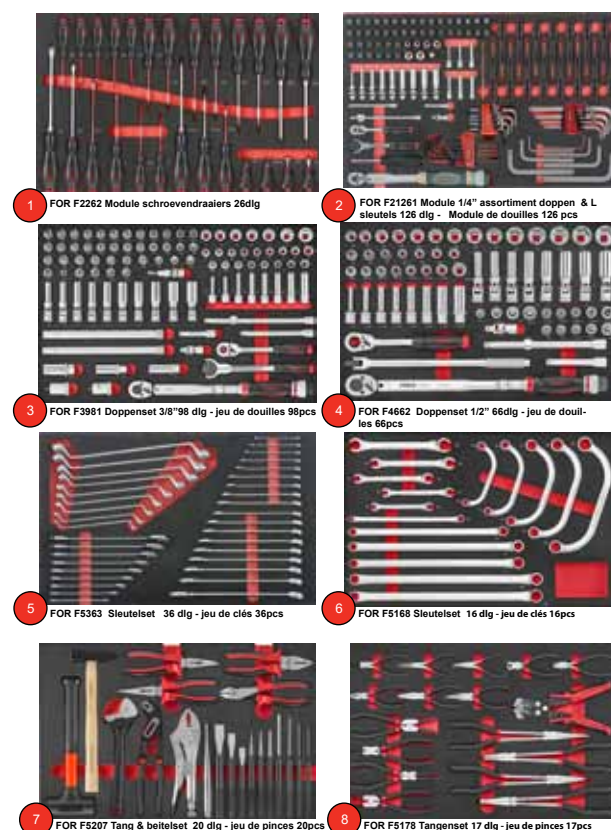 1 FOR F2262 Module schroevendraaiers 26dlg
2 FOR F21261 Module 1/4" assortiment doppen & L
sleutels 126 dlg - Module de douilles 126 pcs
3 FOR F3981 Doppenset 3/8"98 dlg - jeu de douilles 98pcs
4 FOR F4662 Doppenset 1/2" 66dlg - jeu de douil-
les 66pcs
5 FOR F5363 Sleutelset 36 dlg - jeu de clés 36pcs
6 FOR F5168 Sleutelset 16 dlg - jeu de clés 16pcs
7 FOR F5207 Tang & beitelset 20 dlg - jeu de pinces 20pcs
8 FOR F5178 Tangenset 17 dlg - jeu de pinces 17pcs